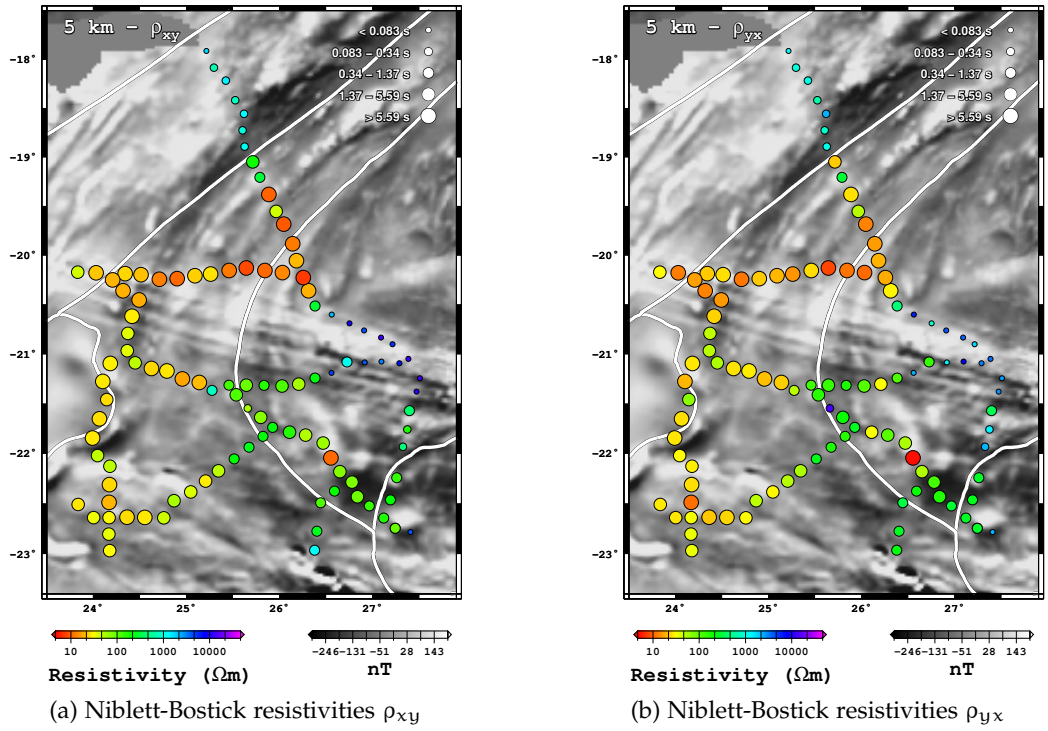 5 km – ρxy
< 0.083 s
0.083 – 0.34 s
0.34 – 1.37 s
1.37 – 5.59 s
> 5.59 s
-18°
-19°
-20°
-21°
-22°
-23°
24° 25° 26° 27°
10 100 1000 10000
Resistivity (Ωm)
-246 -131 -51 28 143
nT
(a) Niblett-Bostick resistivities ρxy
5 km – ρyx
< 0.083 s
0.083 – 0.34 s
0.34 – 1.37 s
1.37 – 5.59 s
> 5.59 s
-18°
-19°
-20°
-21°
-22°
-23°
24° 25° 26° 27°
10 100 1000 10000
Resistivity (Ωm)
-246 -131 -51 28 143
nT
(b) Niblett-Bostick resistivities ρyx